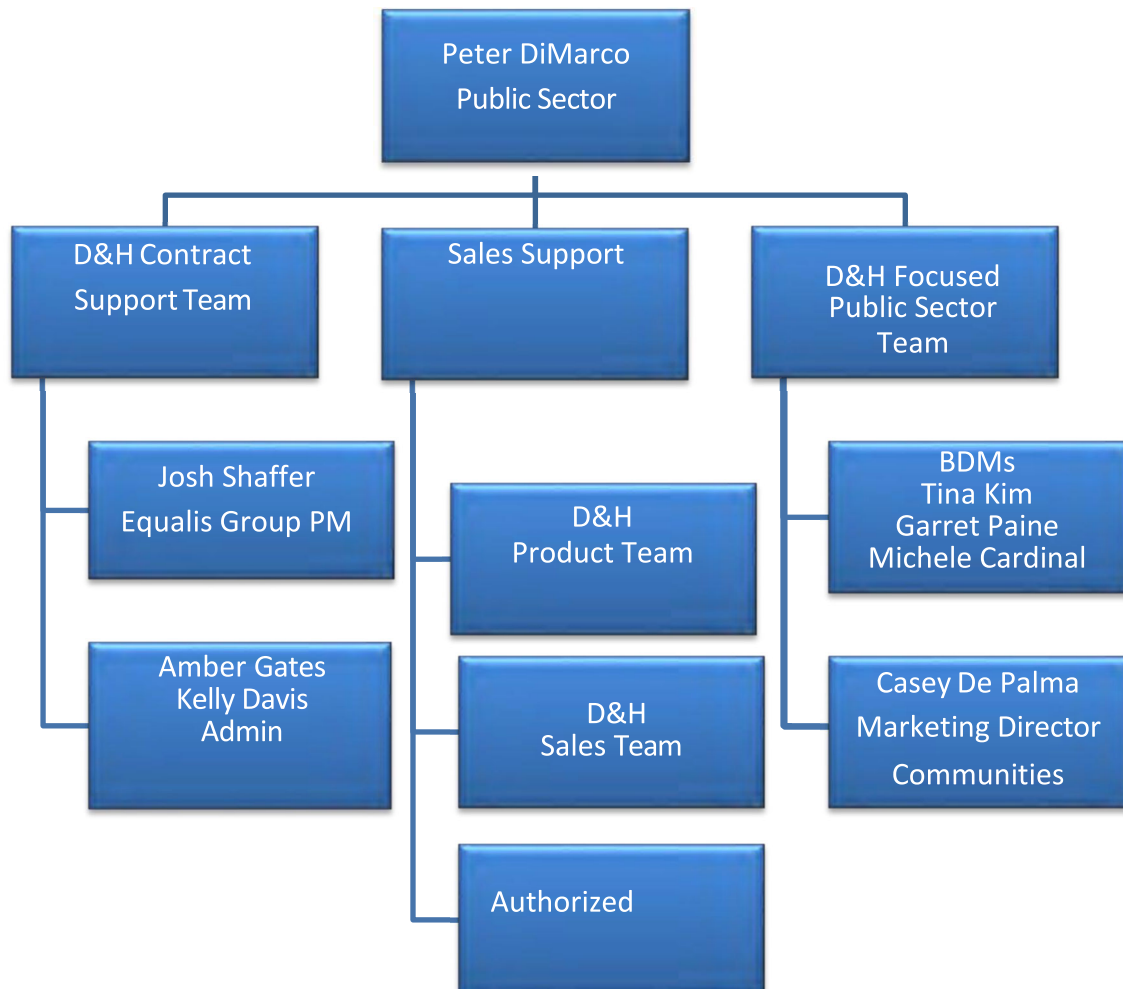 Peter DiMarco
Public Sector
D&H Contract
Support Team
Sales Support
D&H Focused
Public Sector
Team
Josh Shaffer
Equalis Group PM
Amber Gates
Kelly Davis
Admin
D&H
Product Team
D&H
Sales Team
Authorized
BDMs
Tina Kim
Garret Paine
Michele Cardinal
Casey De Palma
Marketing Director
Communities